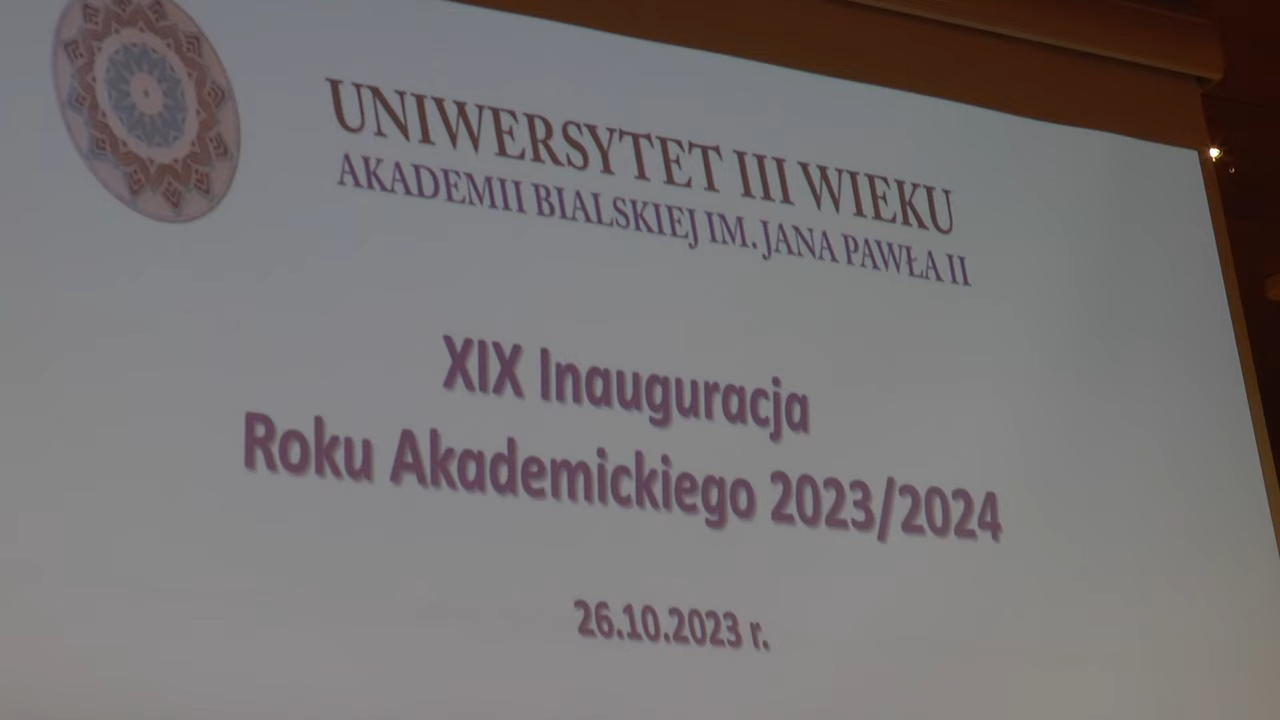 UNIWERSYTET III WIEKU
AKADEMII BIALSKIEJ IM. JANA PAWŁA II
XIX Inauguracja
Roku Akademickiego 2023/2024
26.10.2023 r.